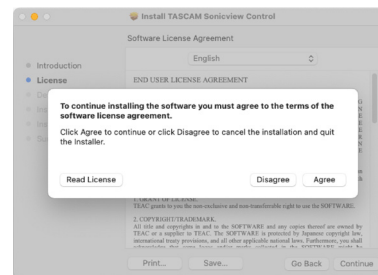 Install TASCAM Sonicview Control
Software License Agreement
English
Introduction
License
END USER LICENSE AGREEMENT
To continue installing the software you must agree to the terms of the
software license agreement.
Click Agree to continue or click Disagree to cancel the installation and quit
the Installer.
Read License
Disagree
Agree
1. GRANT OF LICENSE
TEAC grants to you the non-exclusive and non-transferrable right to use the SOFTWARE.
2. COPYRIGHT/TRADEMARK.
All title and copyrights in and to the SOFTWARE and any copies thereof are owned by
TEAC or a supplier to TEAC. The SOFTWARE is protected by Japanese copyright law,
international treaty provisions, and all other applicable national laws. Furthermore, you shall
Print...
Save...
Go Back
Continue